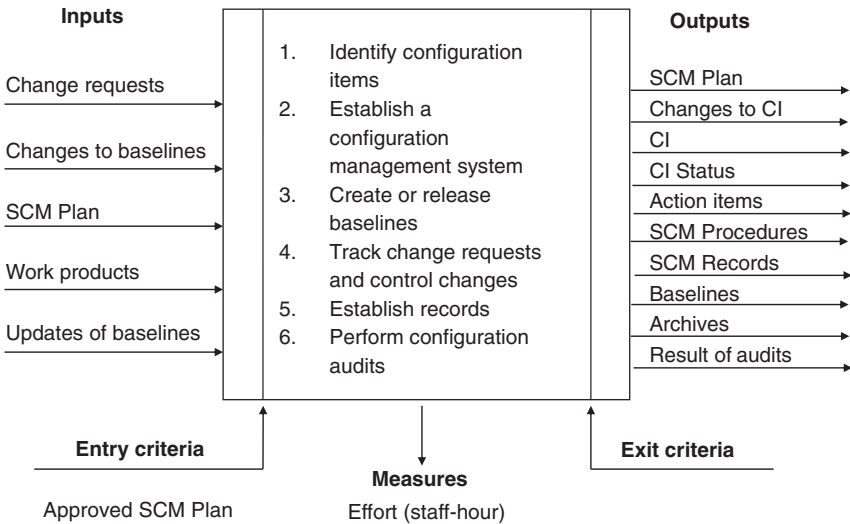 Inputs
Change requests
Changes to baselines
SCM Plan
Work products
Updates of baselines
1. Identify configuration
items
2. Establish a
configuration
management system
3. Create or release
baselines
4. Track change requests
and control changes
5. Establish records
6. Perform configuration
audits
Outputs
SCM Plan
Changes to CI
CI
CI Status
Action items
SCM Procedures
SCM Records
Baselines
Archives
Result of audits
Entry criteria
Approved SCM Plan
Measures
Effort (staff-hour)
Exit criteria